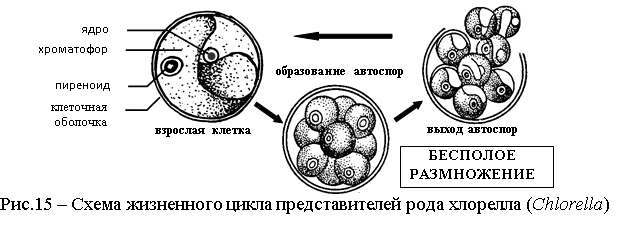 ядро
хроматофор
пиреноид
клеточная
оболочка
взрослая клетка
образование автоспор
выход автоспор
БЕСПОЛОЕ
РАЗМНОЖЕНИЕ
Рис.15 – Схема жизненного цикла представителей рода хлорелла (Chlorella)